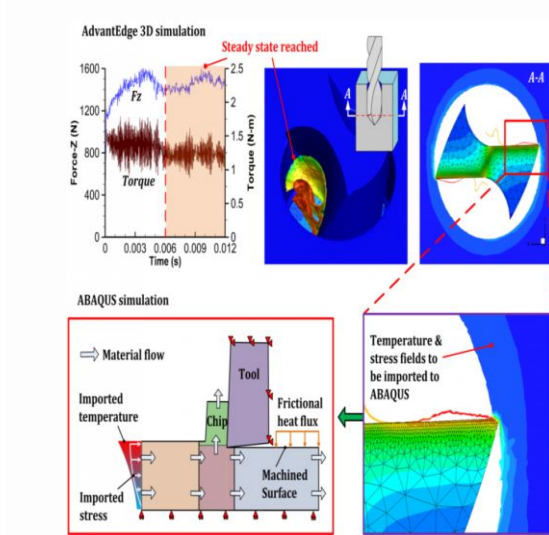 AdvantEdge 3D simulation
Steady state reached
1600
1400
1200
800
400
0
Force-Z (N)
Fz
Torque
2.5
2
1.5
1
0.5
0
Torque (N-m)
0
0.003
0.006
0.009
0.012
Time (s)
A
A
A-A
ABAQUS simulation
Material flow
Imported
temperature
Imported
stress
Chip
Tool
Frictional
heat flux
Machined
Surface
Temperature &
stress fields to
be imported to
ABAQUS